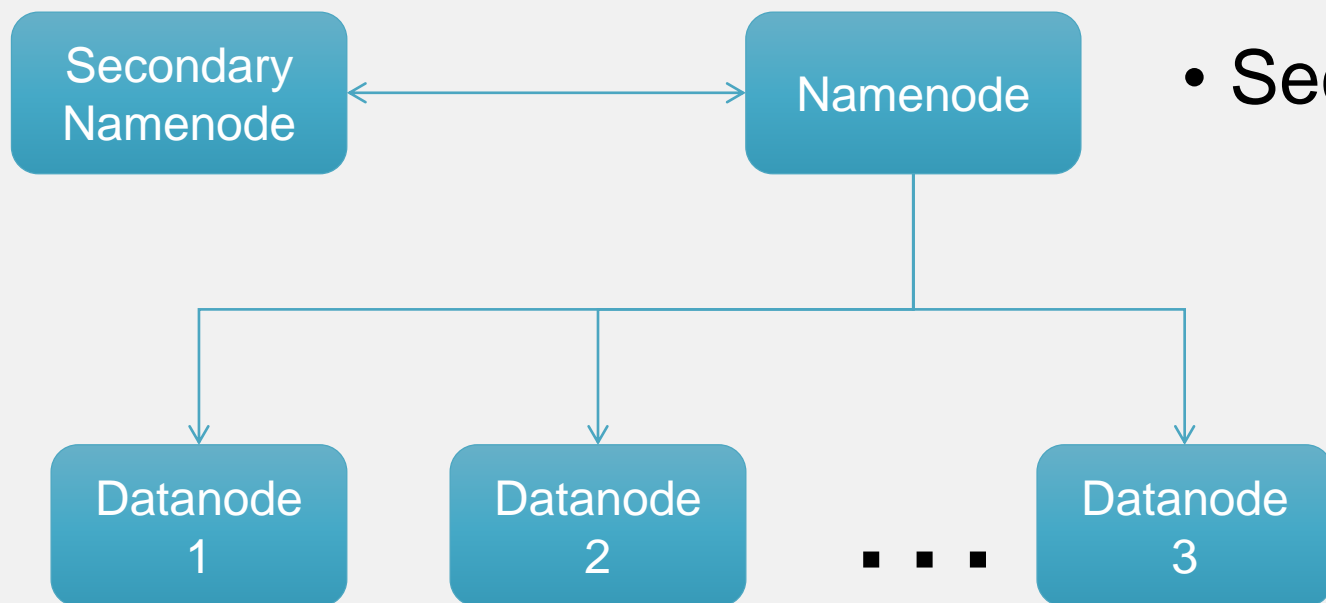 Secondary
Namenode
Namenode
• Sec
Datanode
1
Datanode
2
. . .
Datanode
3